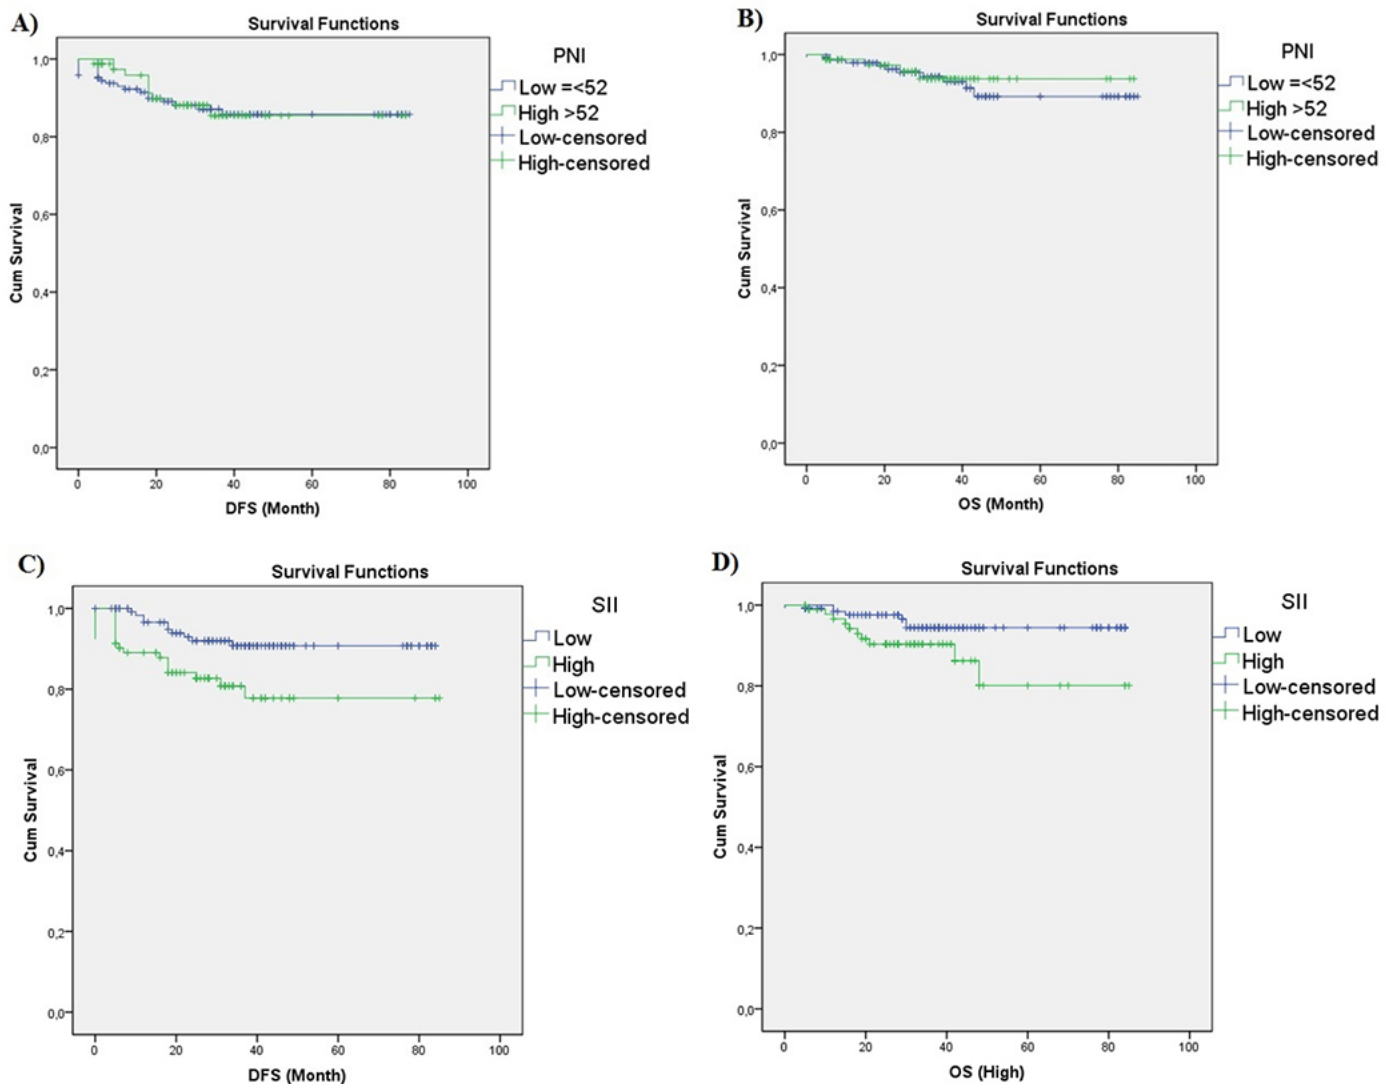 A)
Survival Functions
PNI
Low =<52
High >52
Low-censored
High-censored
Cum Survival
1,0
0,8
0,6
0,4
0,2
0,0
0 20 40 60 80 100
DFS (Month)
B)
Survival Functions
PNI
Low =<52
High >52
Low-censored
High-censored
Cum Survival
1,0
0,8
0,6
0,4
0,2
0,0
0 20 40 60 80 100
OS (Month)
C)
Survival Functions
SII
Low
High
Low-censored
High-censored
Cum Survival
1,0
0,8
0,6
0,4
0,2
0,0
0 20 40 60 80 100
DFS (Month)
D)
Survival Functions
SII
Low
High
Low-censored
High-censored
Cum Survival
1,0
0,8
0,6
0,4
0,2
0,0
0 20 40 60 80 100
OS (High)